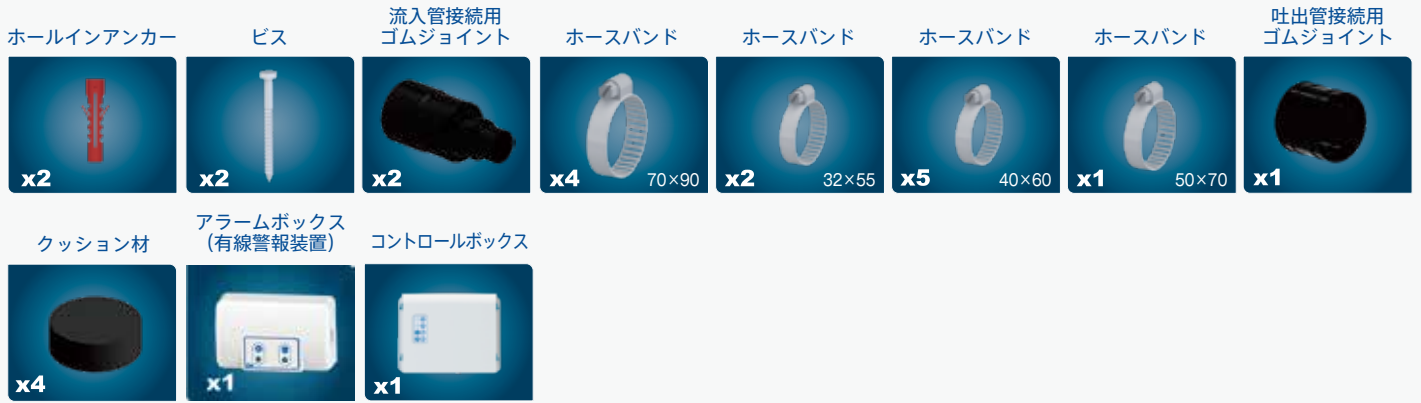 ホールインアンカー
ビス
流入管接続用
ゴムジョイント
ホースバンド
ホースバンド
ホースバンド
ホースバンド
吐出管接続用
ゴムジョイント
x2
x2
x2
x4
70×90
x2
32×55
x5
40×60
x1
50×70
x1
クッション材
アラームボックス
(有線警報装置)
コントロールボックス
x4
x1
x1